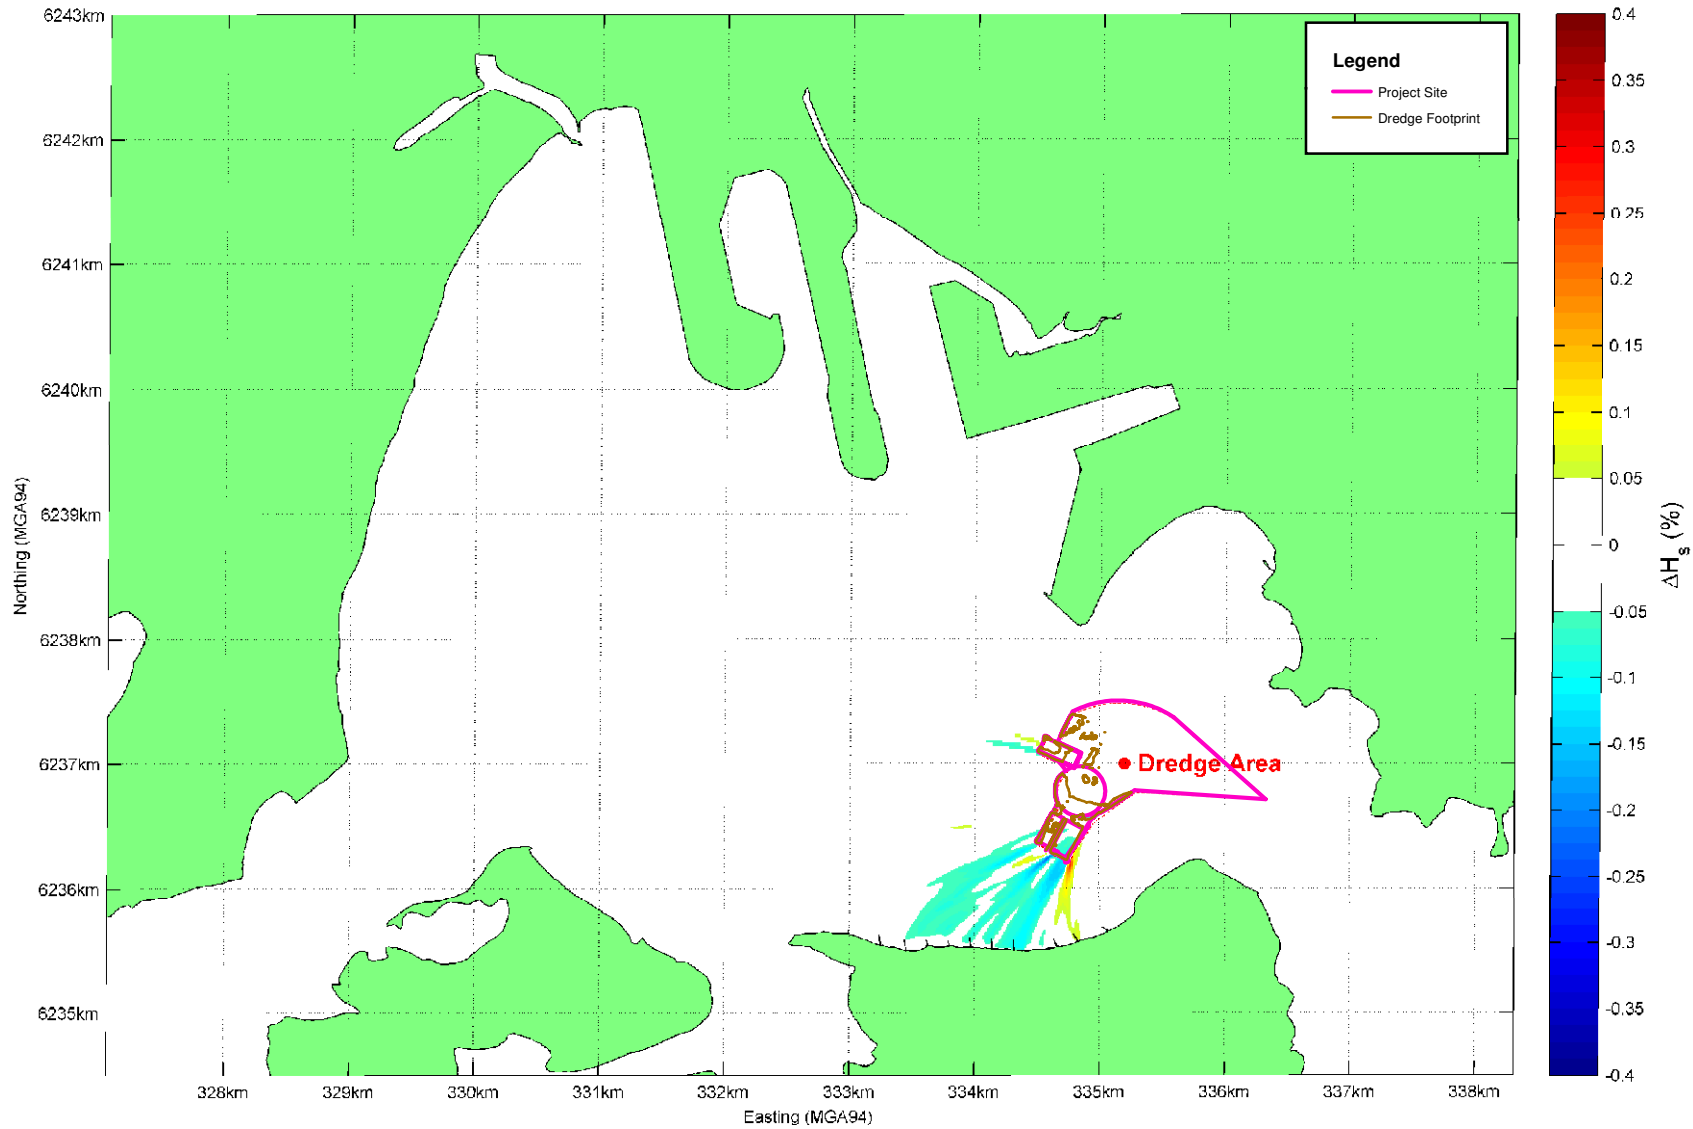 6243km
6242km
6241km
6240km
6239km
6238km
6237km
6236km
6235km
Northing (MGA94)
328km
329km
330km
331km
332km
333km
334km
335km
336km
337km
338km
Easting (MGA94)
Legend
Project Site
Dredge Footprint
Dredge Area
0.4
0.35
0.3
0.25
0.2
0.15
0.1
0.05
0
-0.05
-0.1
-0.15
-0.2
-0.25
-0.3
-0.35
-0.4
ΔHs (%)